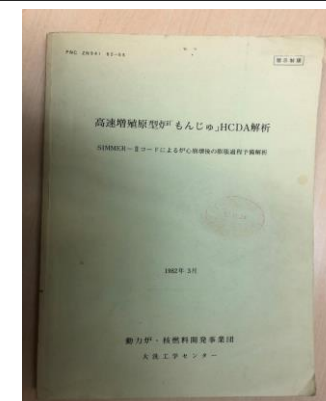 PNC
高速増殖原型炉「もんじゅ」HCDA解析
SIMMER-Ⅱコードによる炉心崩壊後の膨張過程予備解析
1982年3月
動力炉・核燃料開発事業団
大洗工学センター